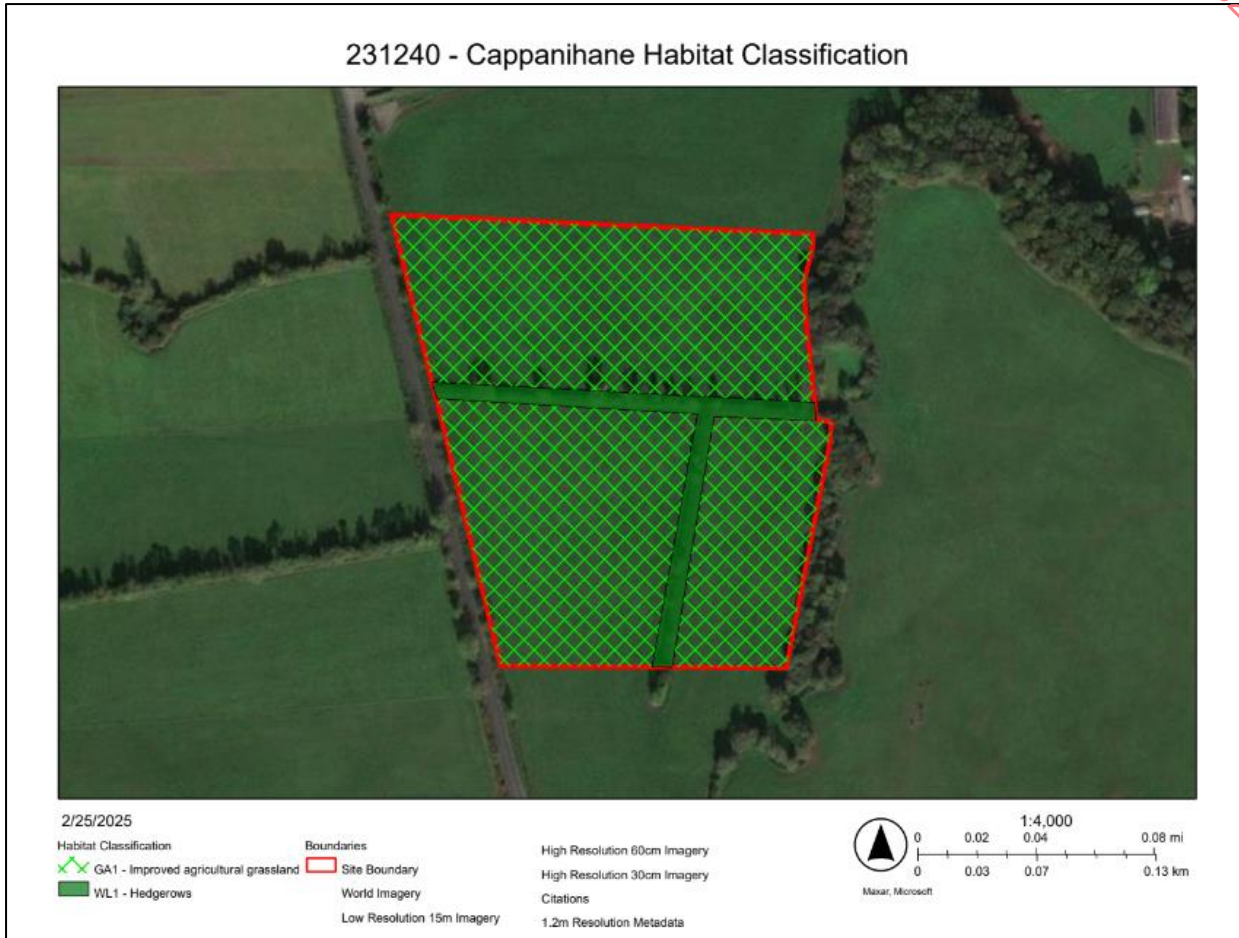 231240 - Cappanihane Habitat Classification
2/25/2025
Habitat Classification
GA1 - Improved agricultural grassland
WL1 - Hedgerows
Boundaries
Site Boundary
World Imagery
Low Resolution 15m Imagery
High Resolution 60cm Imagery
High Resolution 30cm Imagery
Citations
1.2m Resolution Metadata
Maxar, Microsoft
1:4,000
0 0.02 0.04 0.08 mi
0 0.03 0.07 0.13 km